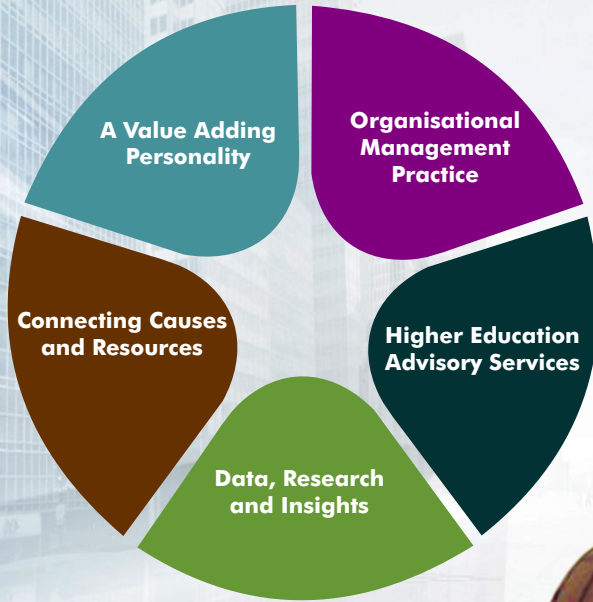 A Value Adding
Personality
Organisational
Management
Practice
Connecting Causes
and Resources
Higher Education
Advisory Services
Data, Research
and Insights